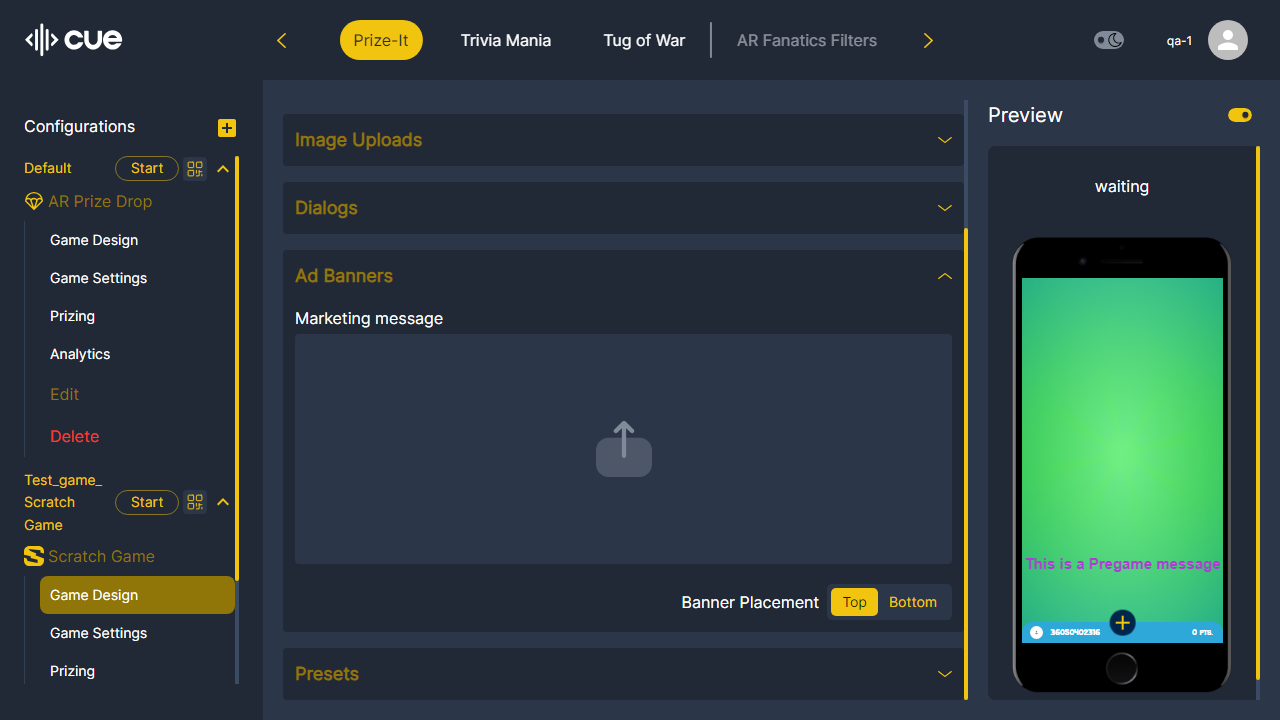 cue
Prize-It
Trivia Mania
Tug of War
AR Fanatics Filters
qa-1
Configurations
Default
Start
AR Prize Drop
Game Design
Game Settings
Prizing
Analytics
Edit
Delete
Test_game_
Scratch
Game
Start
Scratch Game
Game Design
Game Settings
Prizing
Image Uploads
Dialogs
Ad Banners
Marketing message
Banner Placement
Top
Bottom
Presets
Preview
waiting
This is a Pregame message
36050402316
0 PTS.